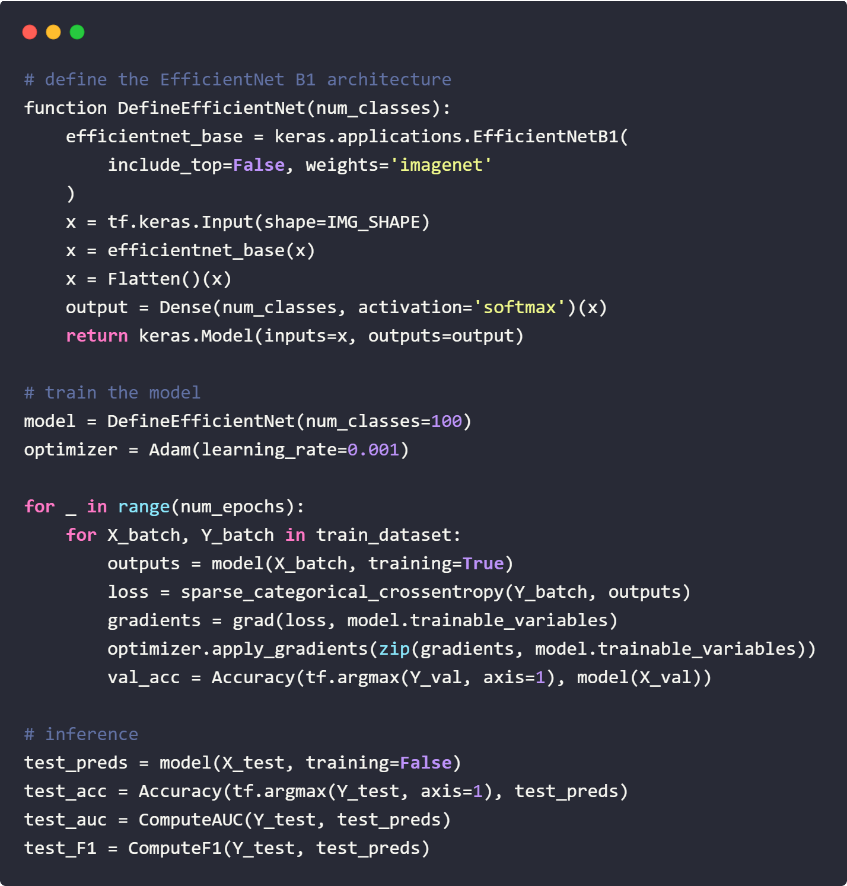 # define the EfficientNet B1 architecture
function DefineEfficientNet(num_classes):
    efficientnet_base = keras.applications.EfficientNetB1(
        include_top=False, weights='imagenet'
    )
    x = tf.keras.Input(shape=IMG_SHAPE)
    x = efficientnet_base(x)
    x = Flatten()(x)
    output = Dense(num_classes, activation='softmax')(x)
    return keras.Model(inputs=x, outputs=output)

# train the model
model = DefineEfficientNet(num_classes=100)
optimizer = Adam(learning_rate=0.001)

for _ in range(num_epochs):
    for X_batch, Y_batch in train_dataset:
        outputs = model(X_batch, training=True)
        loss = sparse_categorical_crossentropy(Y_batch, outputs)
        gradients = grad(loss, model.trainable_variables)
        optimizer.apply_gradients(zip(gradients, model.trainable_variables))
        val_acc = Accuracy(tf.argmax(Y_val, axis=1), model(X_val))

# inference
test_preds = model(X_test, training=False)
test_acc = Accuracy(tf.argmax(Y_test, axis=1), test_preds)
test_auc = ComputeAUC(Y_test, test_preds)
test_F1 = ComputeF1(Y_test, test_preds)